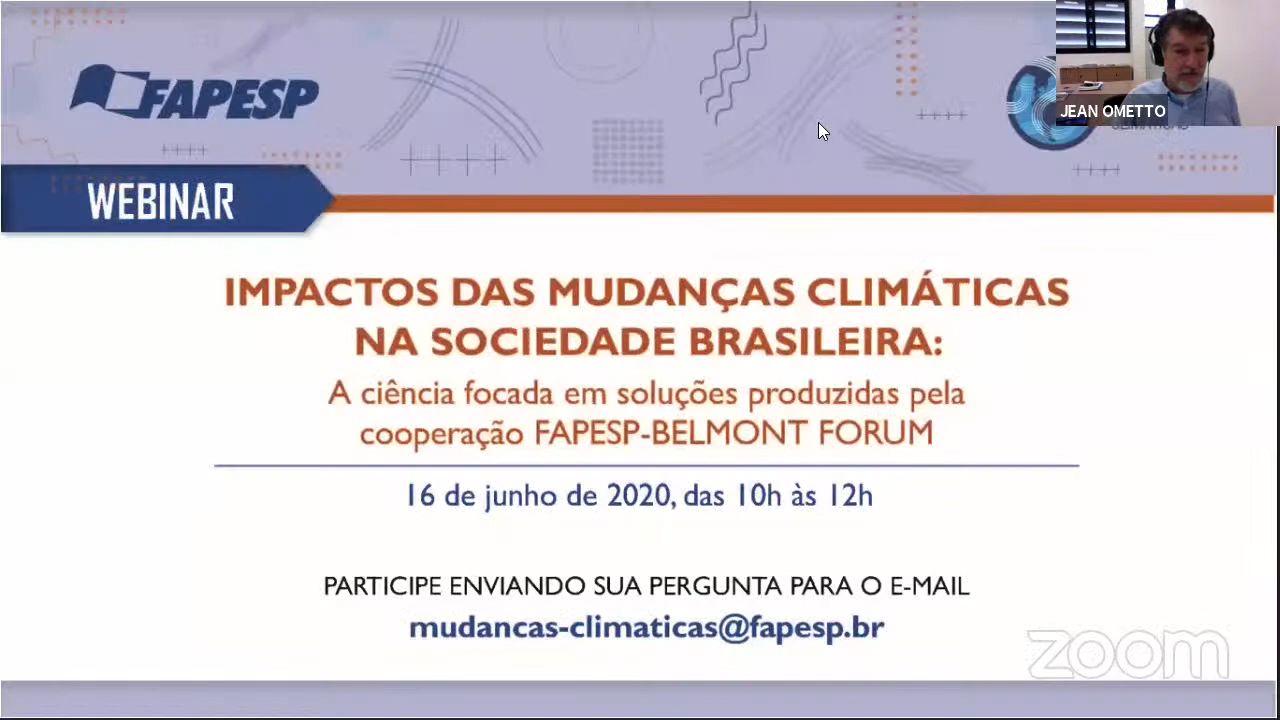 FAPESP
JEAN OMETTO
WEBINAR
IMPACTOS DAS MUDANÇAS CLIMÁTICAS
NA SOCIEDADE BRASILEIRA:
A ciência focada em soluções produzidas pela
cooperação FAPESP-BELMONT FORUM
16 de junho de 2020, das 10h às 12h
PARTICIPE ENVIANDO SUA PERGUNTA PARA O E-MAIL
mudancas-climaticas@fapesp.br
zoom